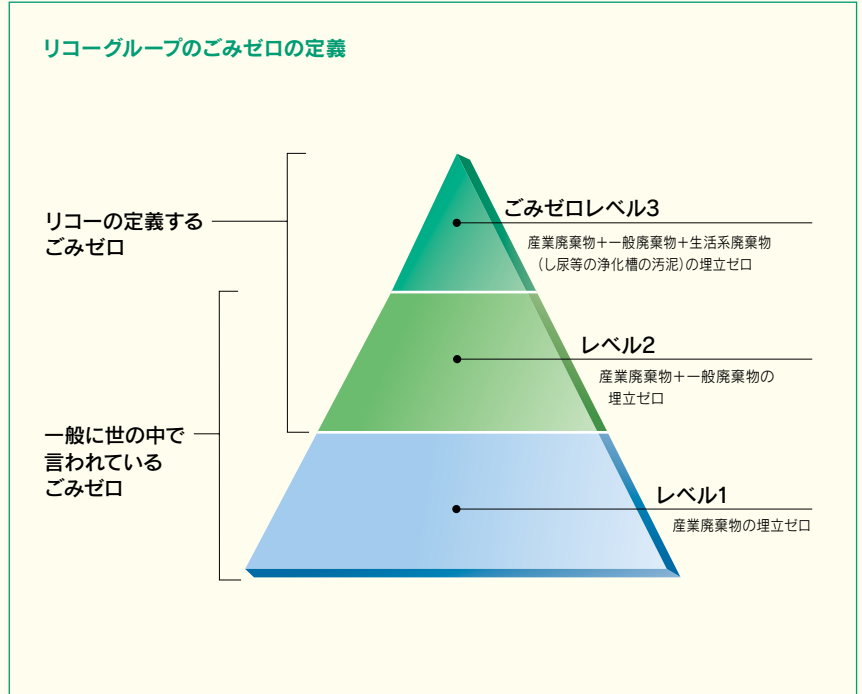 リコーグループのごみゼロの定義
リコーの定義する
ごみゼロ
一般に世の中で
言われている
ごみゼロ
ごみゼロレベル3
産業廃棄物+一般廃棄物+生活系廃棄物
(し尿等の浄化槽の汚泥)の埋立ゼロ
レベル2
産業廃棄物+一般廃棄物の
埋立ゼロ
レベル1
産業廃棄物の埋立ゼロ